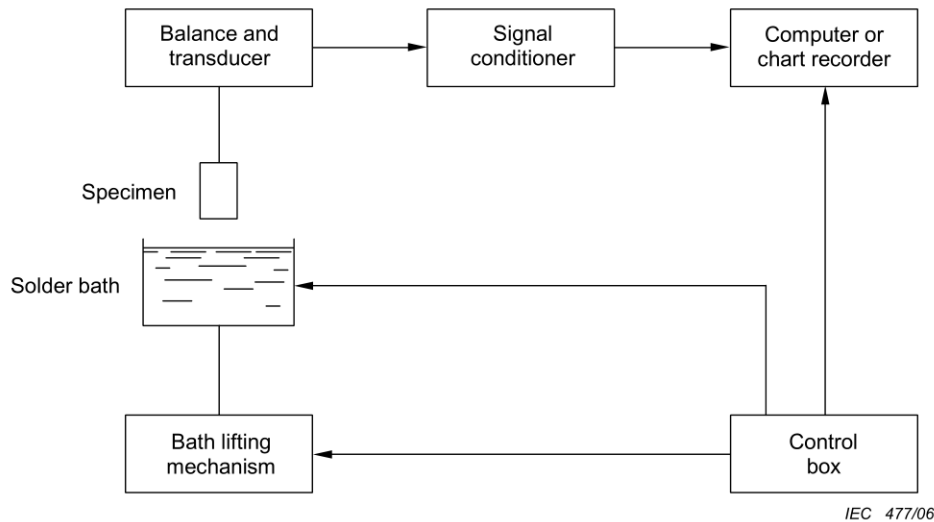 Balance and
transducer
Signal
conditioner
Computer or
chart recorder
Specimen
Solder bath
Bath lifting
mechanism
Control
box
IEC 477/06